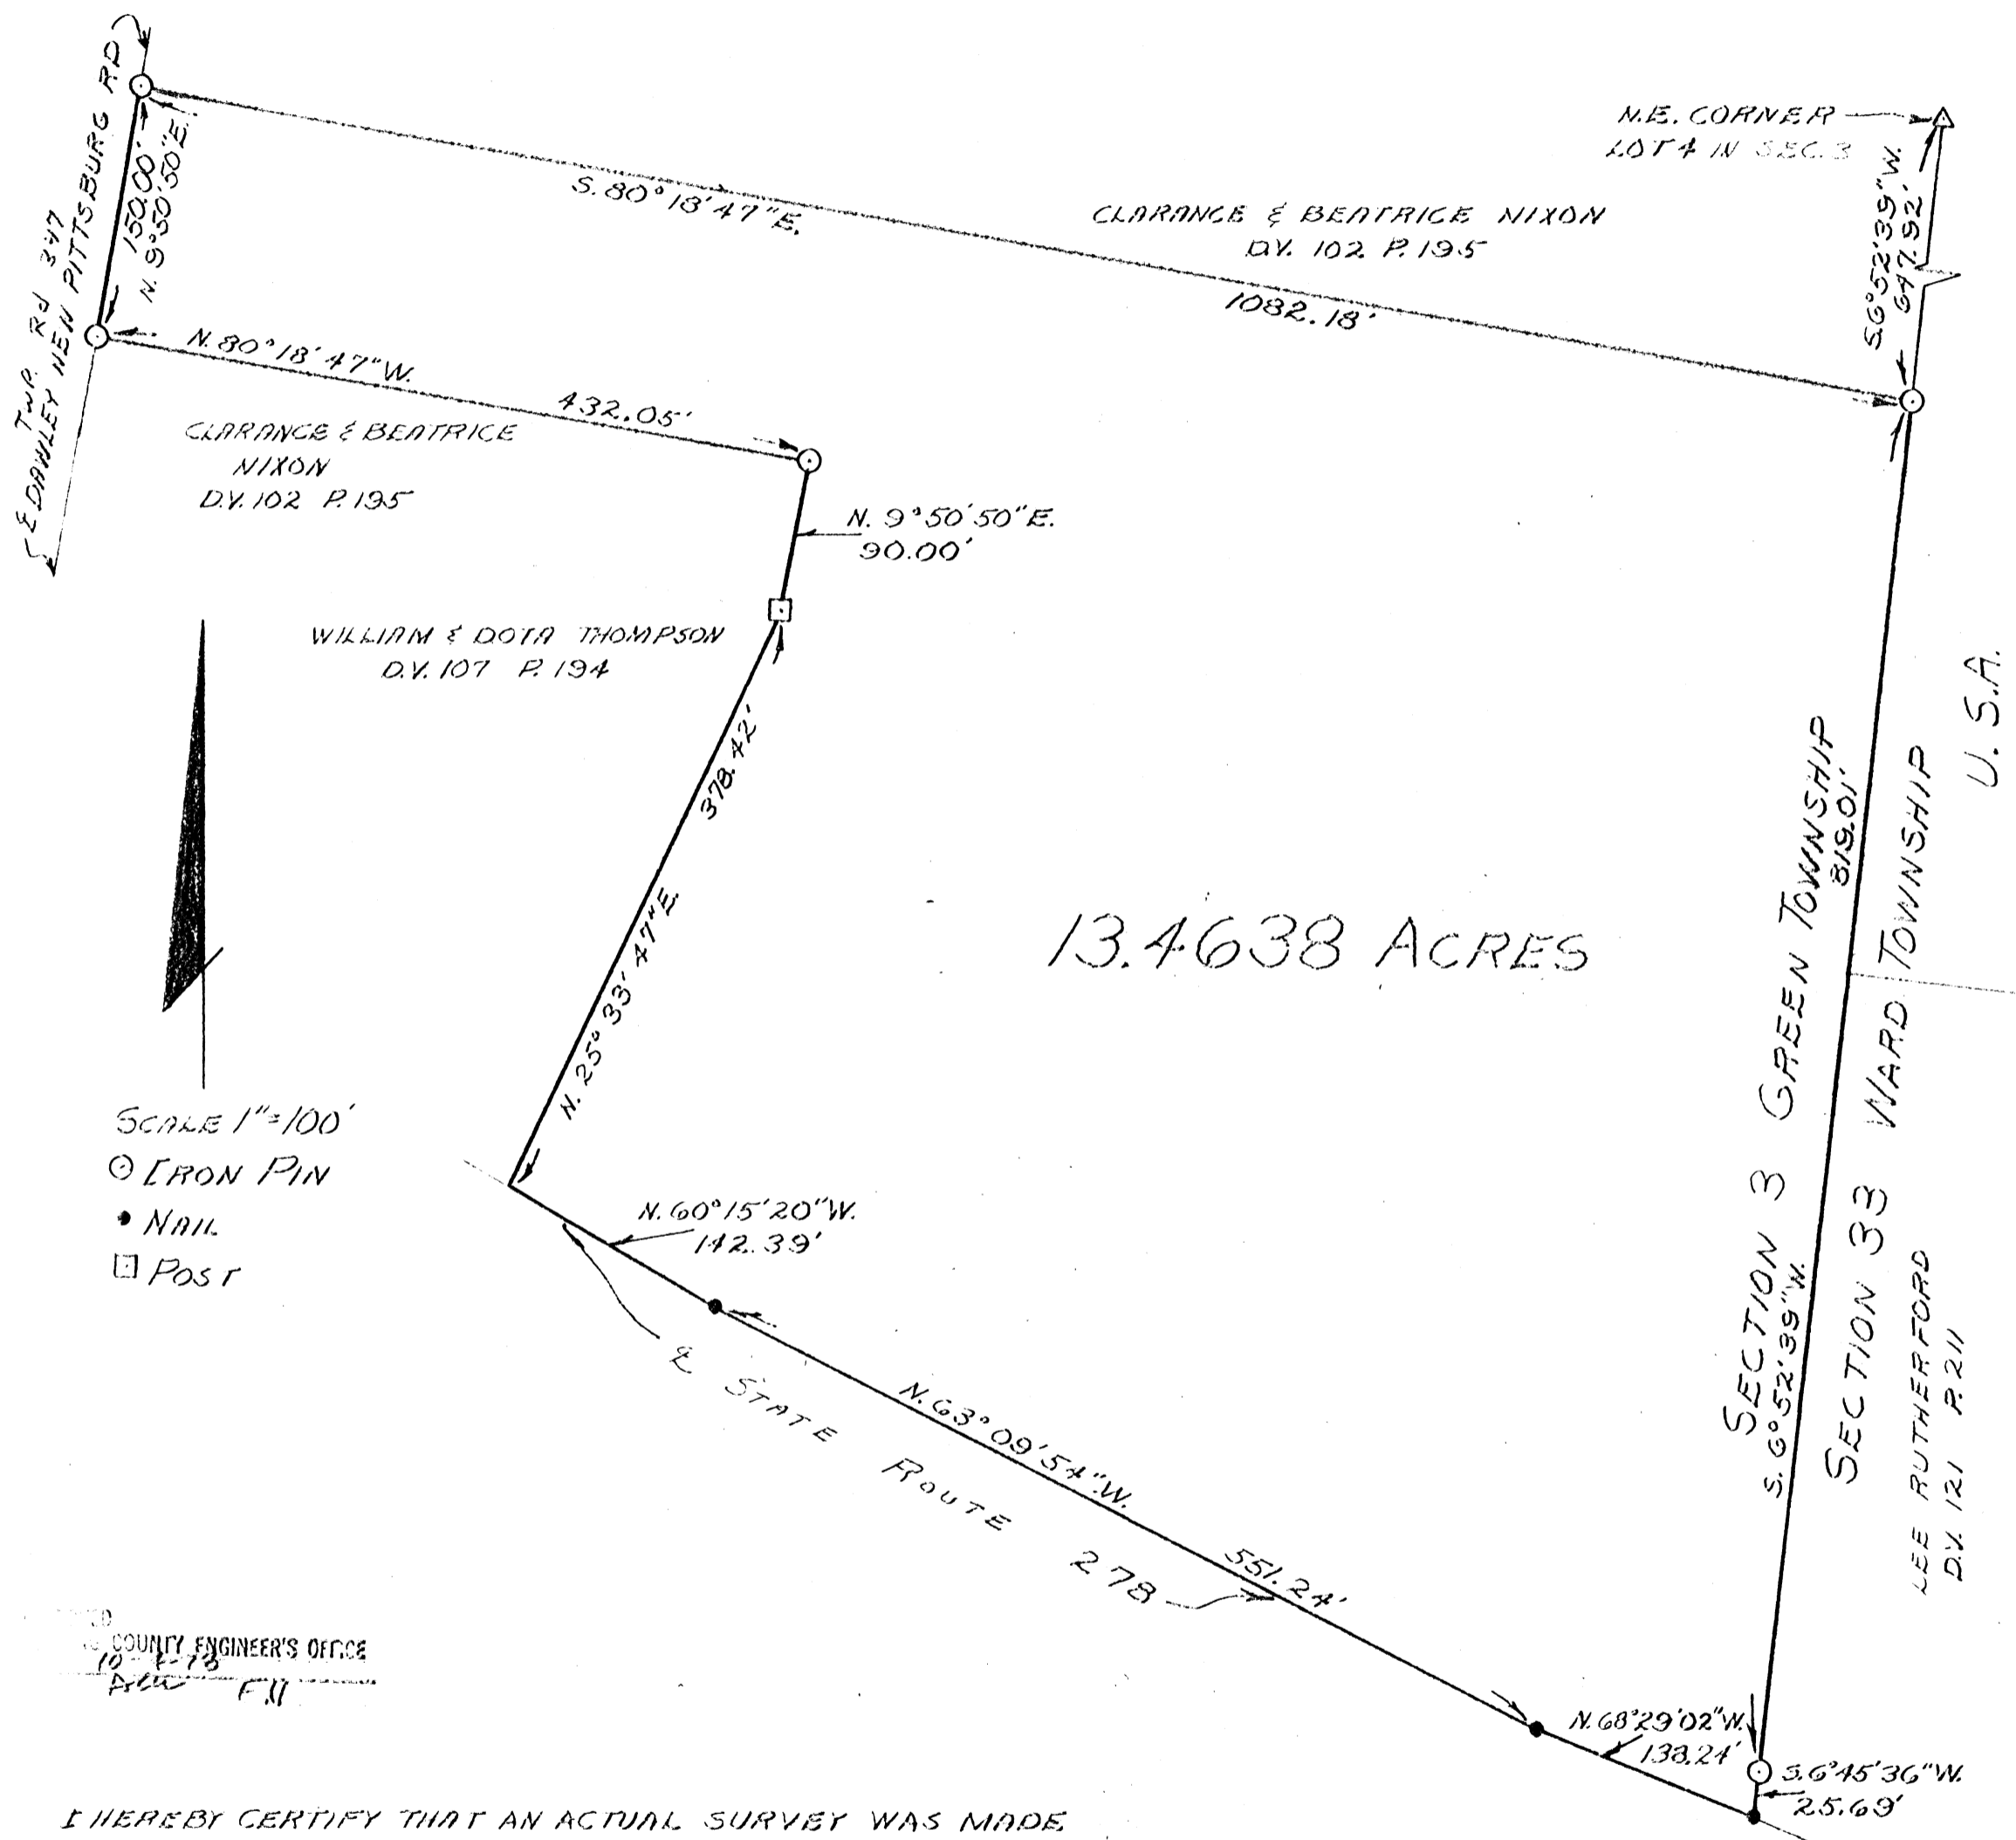 TWP. Rd 347
₵ DAWLEY NEW PITTSBURG RD
150.00'
N. 9°50'50"E.
S. 80°18'47"E.
1082.18'
CLARANCE & BEATRICE NIXON
D.V. 102 P. 195
N.E. CORNER
LOT 4 IN SEC. 3
S.6°52'39"W.
647.92'
N. 80°18'47"W.
432.05'
CLARANCE & BEATRICE
NIXON
D.V. 102 P. 195
N. 9°50'50"E.
90.00'
WILLIAM & DOTA THOMPSON
D.V. 107 P. 194
378.42'
N. 25°33'47"E.
U.S.A.
13.4638 ACRES
SECTION 3 GREEN TOWNSHIP
819.01'
S. 6°52'39"W.
SECTION 33 WARD TOWNSHIP
LEE RUTHERFORD
D.V. 121 P. 211
SCALE 1"=100'
IRON PIN
NAIL
POST
N. 60°15'20"W.
142.39'
₵ STATE ROUTE 278
N. 63°09'54"W.
551.24'
N. 68°29'02"W.
138.24'
S. 6°45'36"W.
25.69'
COUNTY ENGINEER'S OFFICE
I HEREBY CERTIFY THAT AN ACTUAL SURVEY WAS MADE